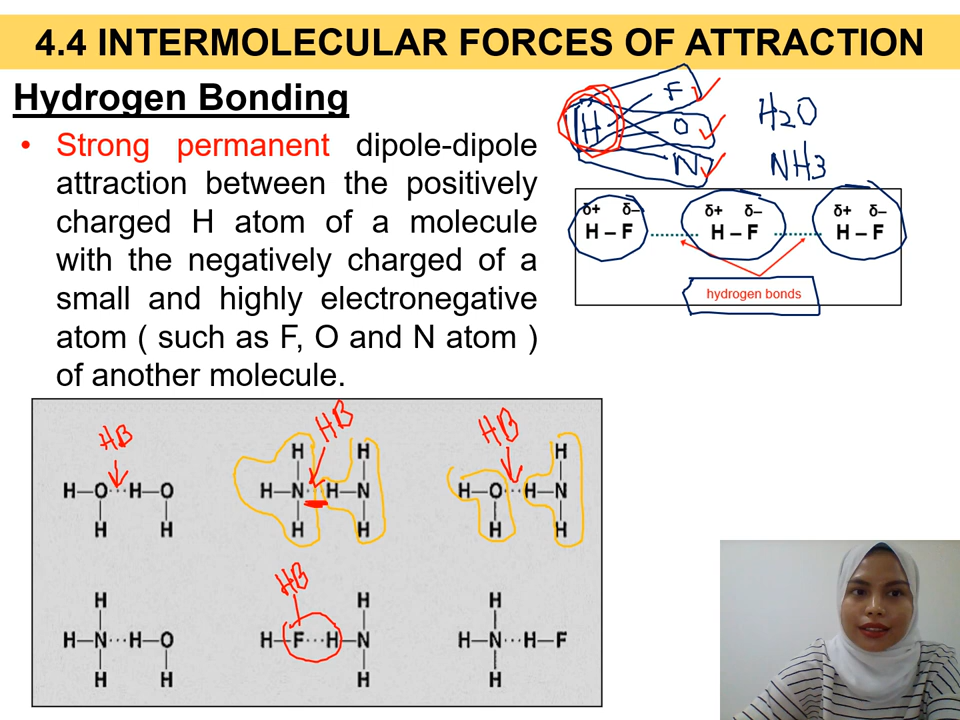 4.4 INTERMOLECULAR FORCES OF ATTRACTION
Hydrogen Bonding
• Strong permanent dipole-dipole
attraction between the positively
charged H atom of a molecule
with the negatively charged of a
small and highly electronegative
atom ( such as F, O and N atom )
of another molecule.
F
H O H2O
N NH3
δ+ δ– δ+ δ– δ+ δ–
H – F ........ H – F ........ H – F
hydrogen bonds
HB HB HB
H H H
H–O···H–O H–N···H–N H–O···H–N
H H H H H H
HB
H H H
H–N···H–O H–F···H–N H–N···H–F
H H H H